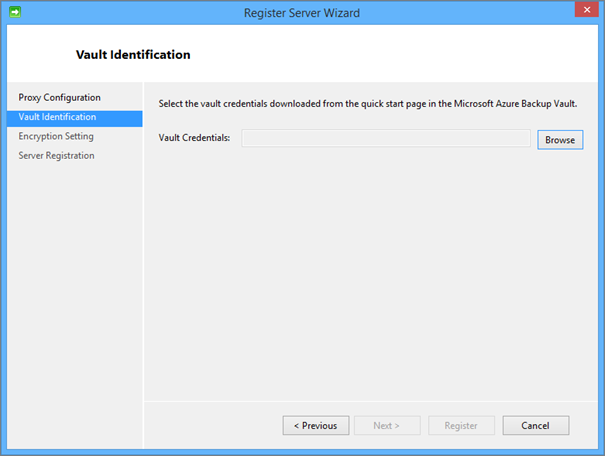 Register Server Wizard
Vault Identification
Proxy Configuration
Vault Identification
Encryption Setting
Server Registration
Select the vault credentials downloaded from the quick start page in the Microsoft Azure Backup Vault.
Vault Credentials:
Browse
< Previous
Next >
Register
Cancel